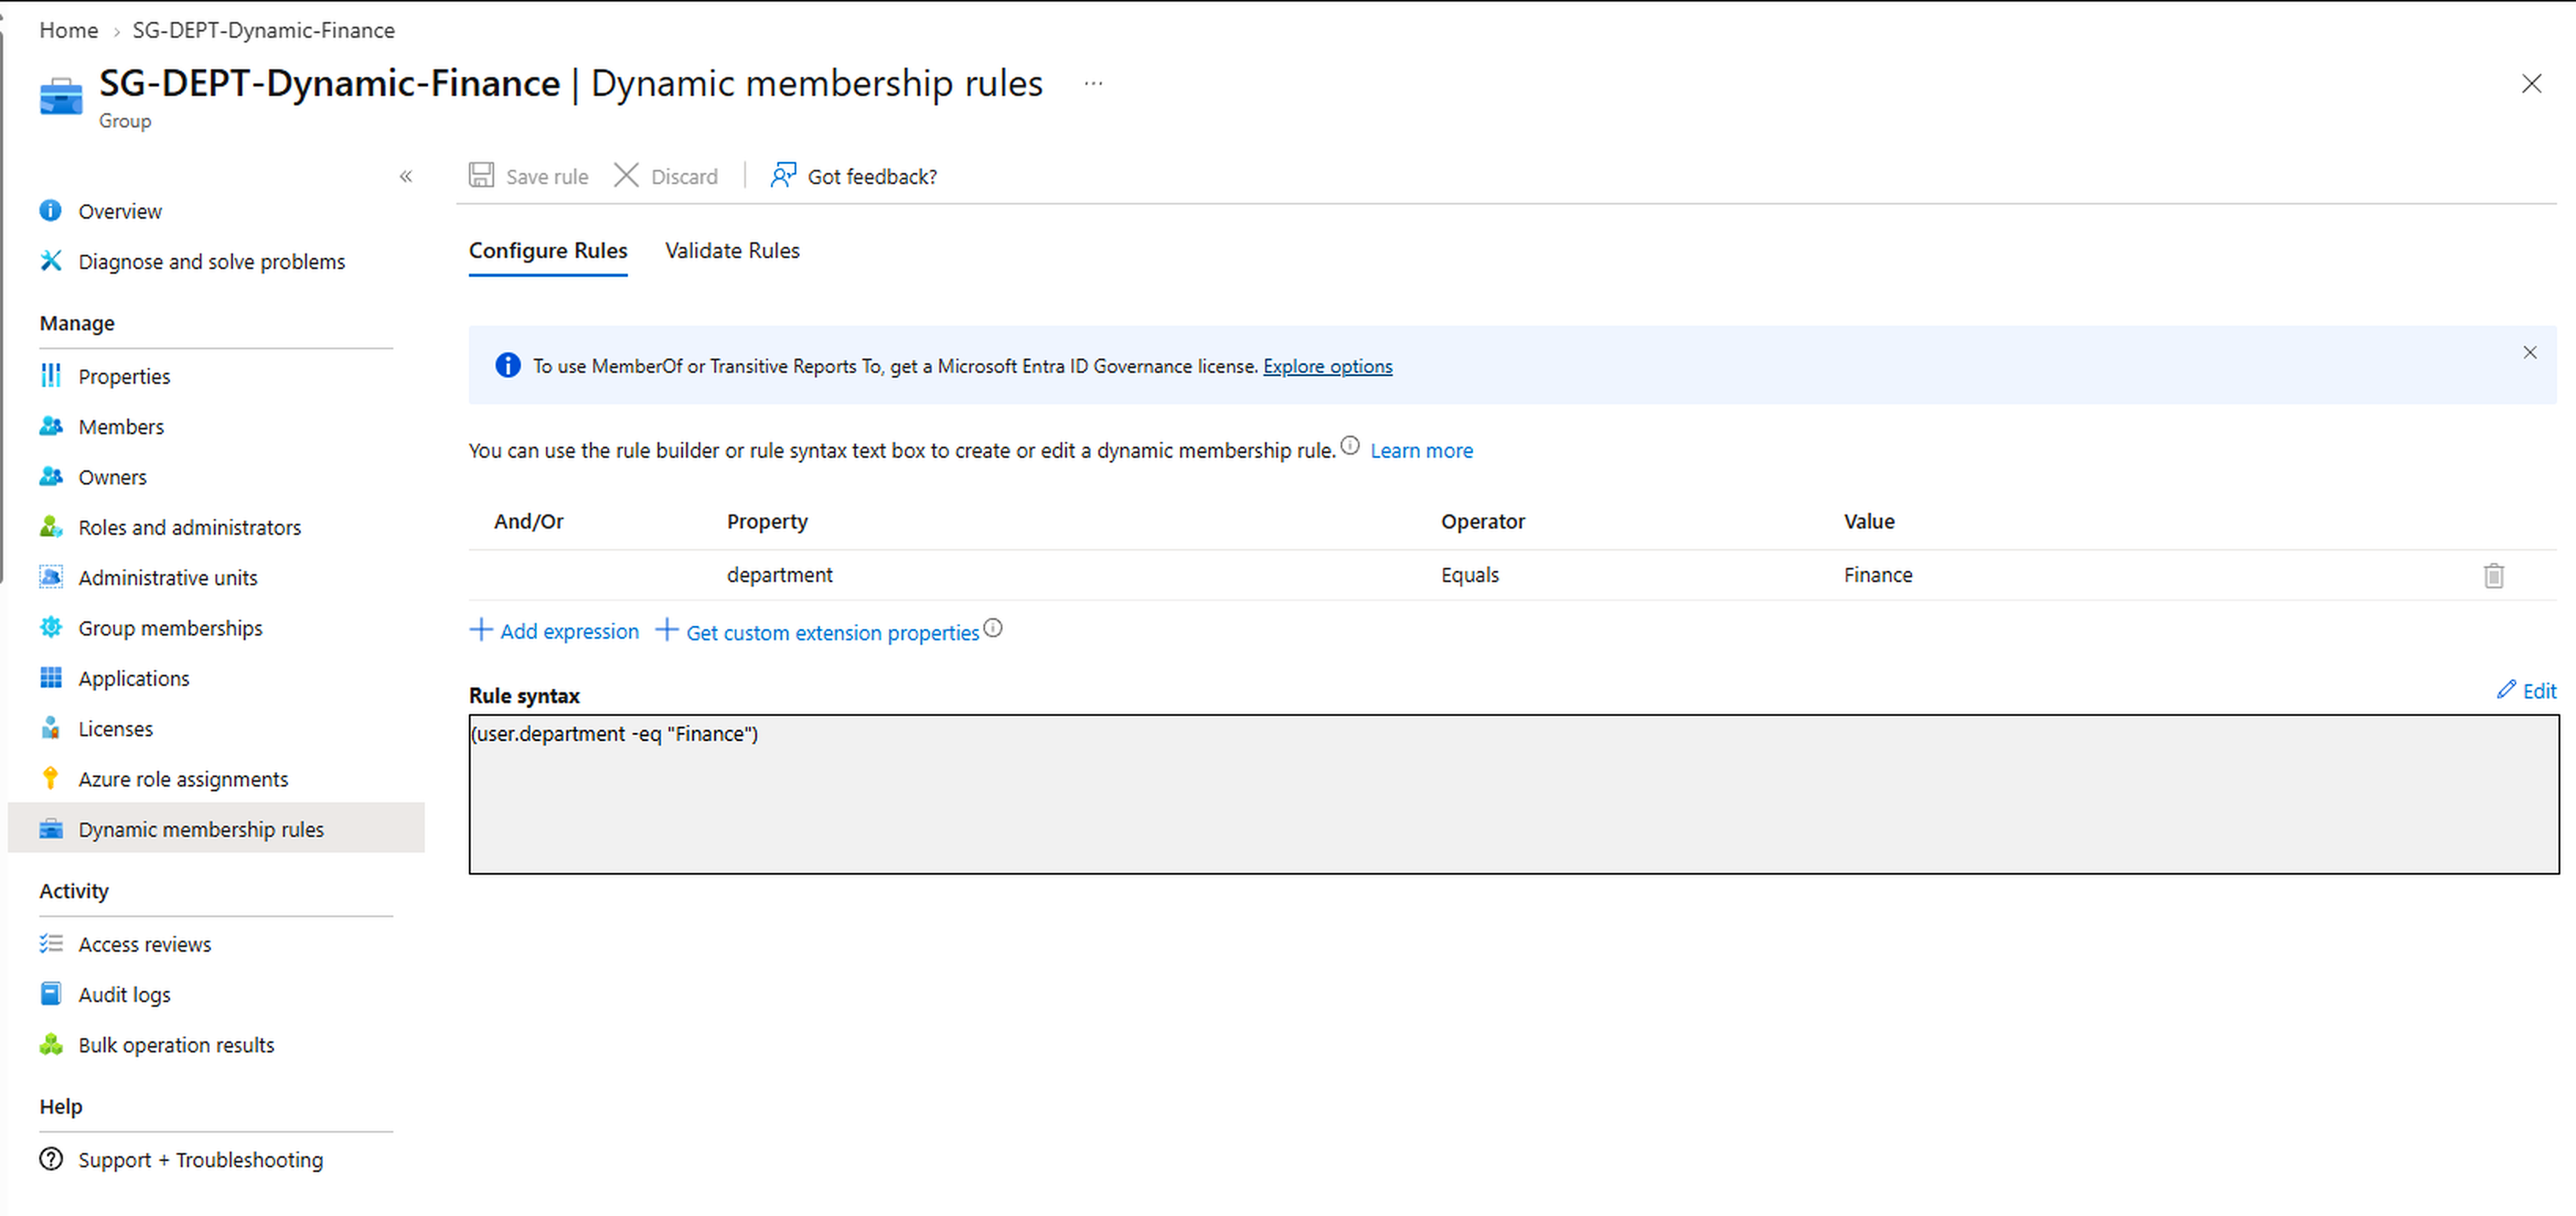 Home › SG-DEPT-Dynamic-Finance
SG-DEPT-Dynamic-Finance | Dynamic membership rules ...
Group
«
Overview
Diagnose and solve problems
Manage
Properties
Members
Owners
Roles and administrators
Administrative units
Group memberships
Applications
Licenses
Azure role assignments
Dynamic membership rules
Activity
Access reviews
Audit logs
Bulk operation results
Help
Support + Troubleshooting
Save rule Discard Got feedback?
Configure Rules Validate Rules
To use MemberOf or Transitive Reports To, get a Microsoft Entra ID Governance license. Explore options
You can use the rule builder or rule syntax text box to create or edit a dynamic membership rule. Learn more
And/Or Property Operator Value
department Equals Finance
+ Add expression + Get custom extension properties
Rule syntax Edit
(user.department -eq "Finance")